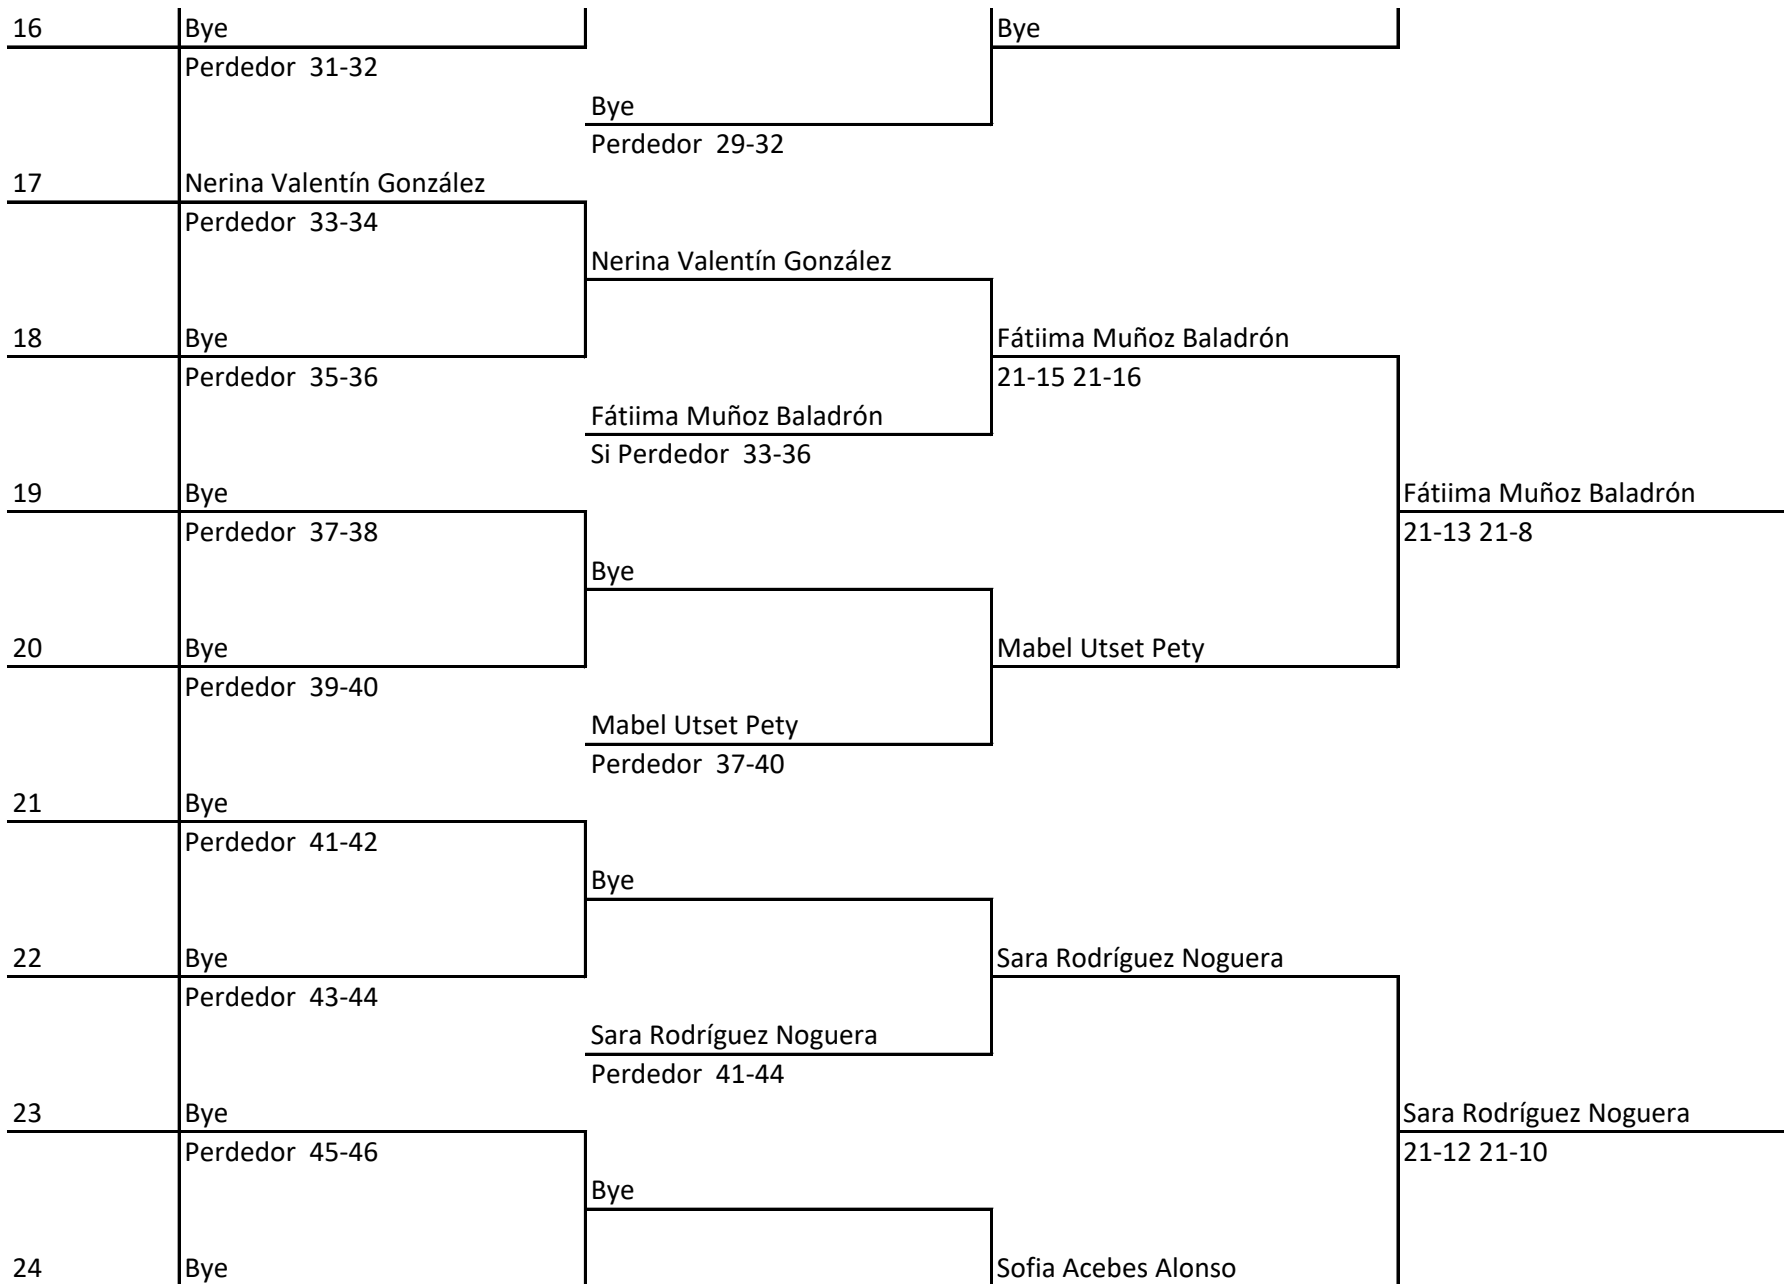 16 Bye Bye
Perdedor 31-32
Bye
Perdedor 29-32
17 Nerina Valentín González
Perdedor 33-34
Nerina Valentín González
18 Bye Fátiima Muñoz Baladrón
Perdedor 35-36 21-15 21-16
Fátiima Muñoz Baladrón
Si Perdedor 33-36
19 Bye Fátiima Muñoz Baladrón
Perdedor 37-38 21-13 21-8
Bye
20 Bye Mabel Utset Pety
Perdedor 39-40
Mabel Utset Pety
Perdedor 37-40
21 Bye
Perdedor 41-42
Bye
22 Bye Sara Rodríguez Noguera
Perdedor 43-44
Sara Rodríguez Noguera
Perdedor 41-44
23 Bye Sara Rodríguez Noguera
Perdedor 45-46 21-12 21-10
Bye
24 Bye Sofia Acebes Alonso